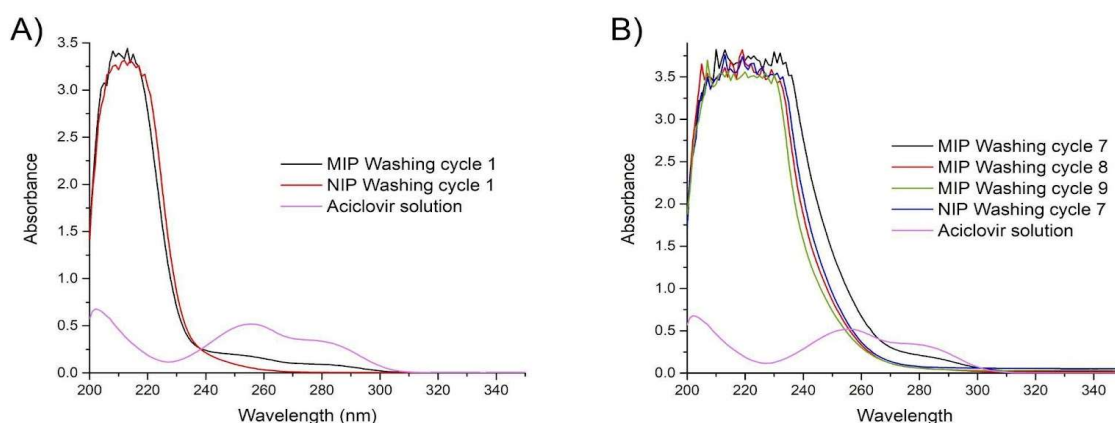 A)
3.5
3.0
2.5
2.0
1.5
1.0
0.5
0.0
Absorbance
200
220
240
260
280
300
320
340
Wavelength (nm)
MIP Washing cycle 1
NIP Washing cycle 1
Aciclovir solution
B)
3.5
3.0
2.5
2.0
1.5
1.0
0.5
0.0
Absorbance
200
220
240
260
280
300
320
340
Wavelength
MIP Washing cycle 7
MIP Washing cycle 8
MIP Washing cycle 9
NIP Washing cycle 7
Aciclovir solution